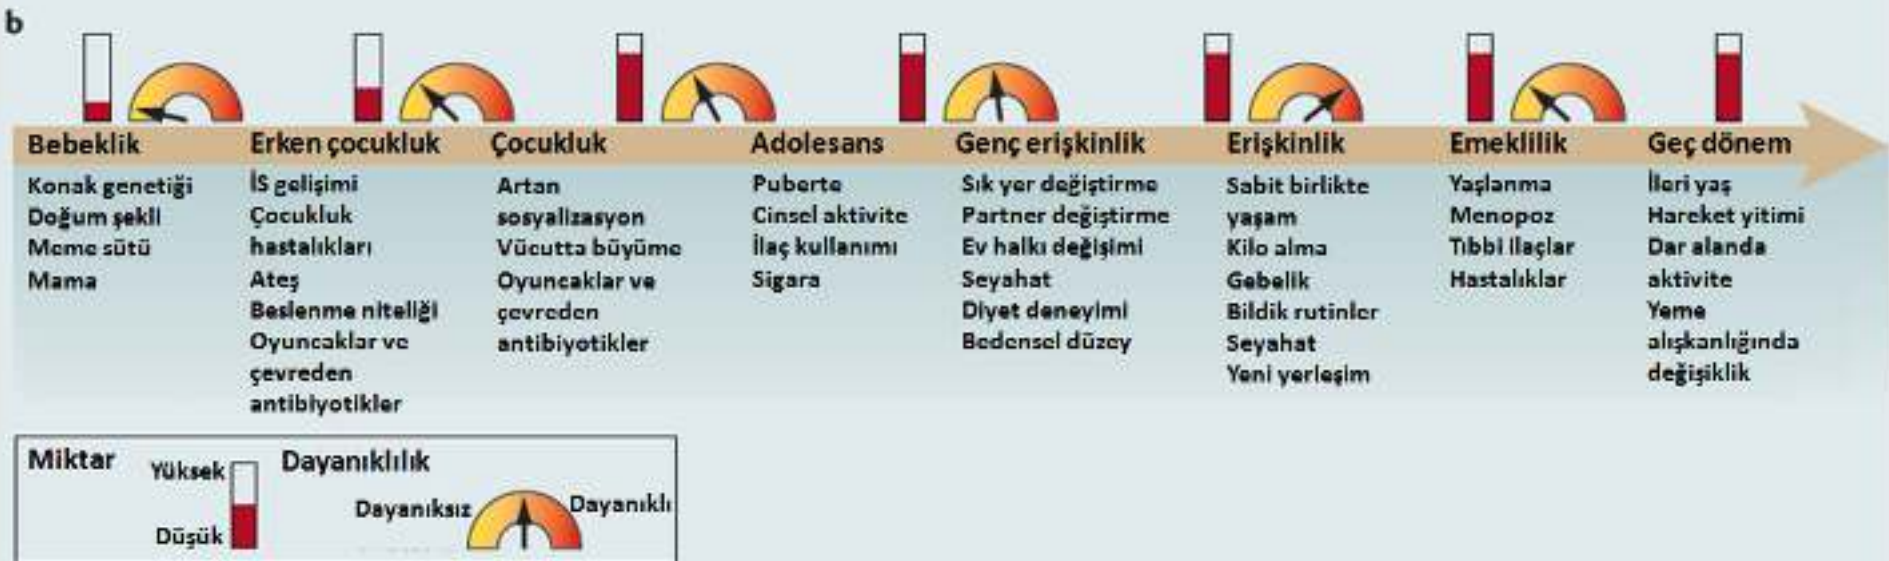 b
Bebeklik
Konak genetiği
Doğum şekli
Meme sütü
Mama
Erken çocukluk
İS gelişimi
Çocukluk
hastalıkları
Ateş
Beslenme niteliği
Oyuncaklar ve
çevreden
antibiyotikler
Çocukluk
Artan
sosyalizasyon
Vücutta büyüme
Oyuncaklar ve
çevreden
antibiyotikler
Adolesans
Puberte
Cinsel aktivite
İlaç kullanımı
Sigara
Genç erişkinlik
Sık yer değiştirme
Partner değiştirme
Ev halkı değişimi
Seyahat
Diyet deneyimi
Bedensel düzey
Erişkinlik
Sabit birlikte
yaşam
Kilo alma
Gebelik
Bildik rutinler
Seyahat
Yeni yerleşim
Emeklilik
Yaşlanma
Menopoz
Tıbbi ilaçlar
Hastalıklar
Geç dönem
İleri yaş
Hareket yitimi
Dar alanda
aktivite
Yeme
alışkanlığında
değişiklik
Miktar
Yüksek
Düşük
Dayanıklılık
Dayanıksız
Dayanıklı